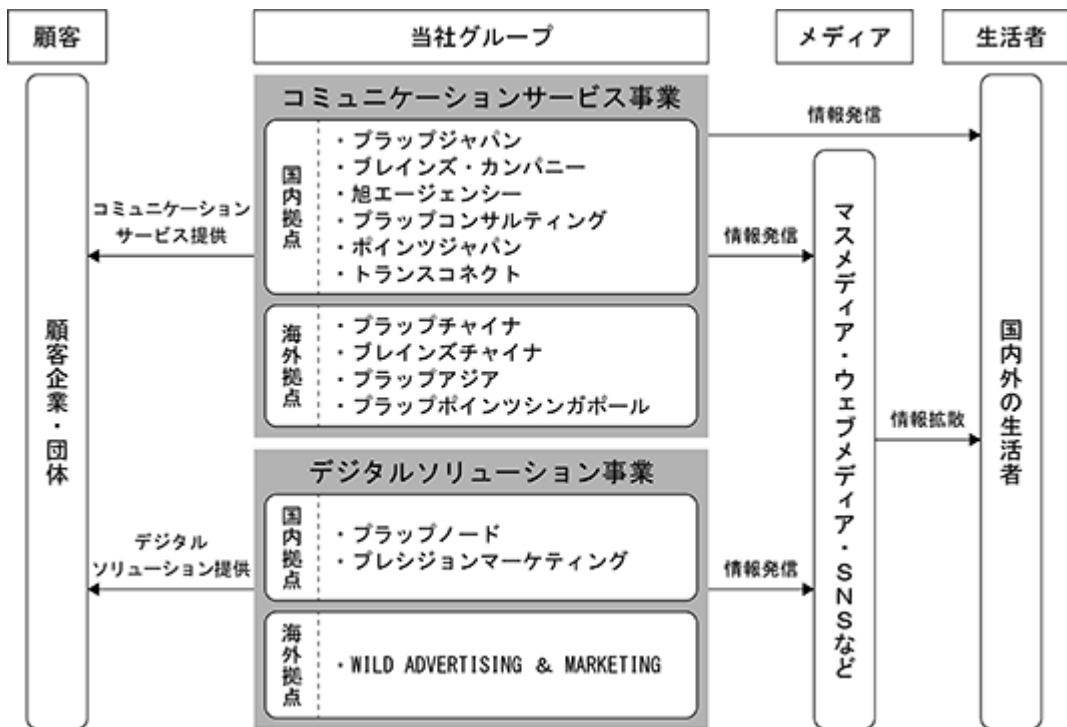 顧客
当社グループ
メディア
生活者
コミュニケーションサービス事業
国内拠点
・プラップジャパン
・ブレインズ・カンパニー
・旭エージェンシー
・プラップコンサルティング
・ポインツジャパン
・トランスコネクト
海外拠点
・プラップチャイナ
・ブレインズチャイナ
・プラップアジア
・プラップポインツシンガポール
デジタルソリューション事業
国内拠点
・プラップノード
・プレシジョンマーケティング
海外拠点
・WILD ADVERTISING & MARKETING
コミュニケーション
サービス提供
デジタル
ソリューション提供
顧客企業・団体
情報発信
情報発信
情報発信
マスメディア・ウェブメディア・SNSなど
情報拡散
国内外の生活者